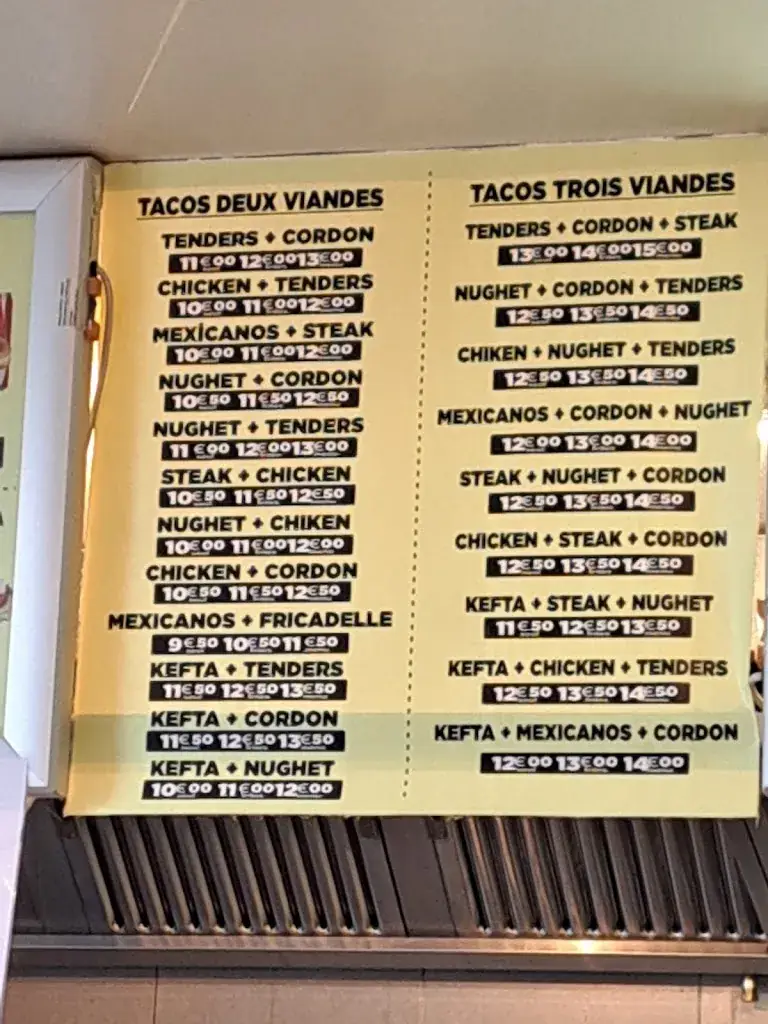 TACOS DEUX VIANDES
TENDERS + CORDON
11€00 12€00 13€00
CHICKEN + TENDERS
10€00 11€00 12€00
MEXİCANOS + STEAK
10€00 11€00 12€00
NUGHET + CORDON
10€50 11€50 12€50
NUGHET + TENDERS
11€00 12€00 13€00
STEAK + CHICKEN
10€50 11€50 12€50
NUGHET + CHIKEN
10€00 11€00 12€00
CHICKEN + CORDON
10€50 11€50 12€50
MEXICANOS + FRICADELLE
9€50 10€50 11€50
KEFTA + TENDERS
11€50 12€50 13€50
KEFTA + CORDON
11€50 12€50 13€50
KEFTA + NUGHET
10€00 11€00 12€00
TACOS TROIS VIANDES
TENDERS + CORDON + STEAK
13€00 14€00 15€00
NUGHET + CORDON + TENDERS
12€50 13€50 14€50
CHIKEN + NUGHET + TENDERS
12€50 13€50 14€50
MEXICANOS + CORDON + NUGHET
12€00 13€00 14€00
STEAK + NUGHET + CORDON
12€50 13€50 14€50
CHICKEN + STEAK + CORDON
12€50 13€50 14€50
KEFTA + STEAK + NUGHET
11€50 12€50 13€50
KEFTA + CHICKEN + TENDERS
12€50 13€50 14€50
KEFTA + MEXICANOS + CORDON
12€00 13€00 14€00